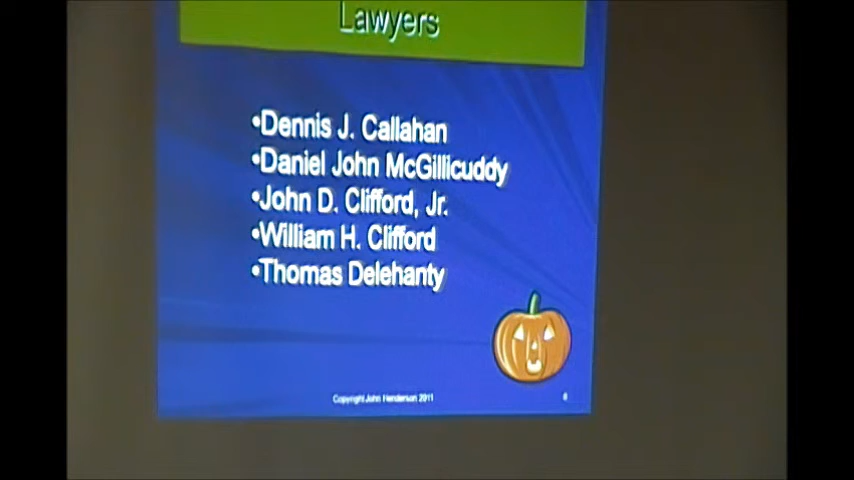 Lawyers
•Dennis J. Callahan
•Daniel John McGillicuddy
•John D. Clifford, Jr.
•William H. Clifford
•Thomas Delehanty
Copyright John Henderson 2011